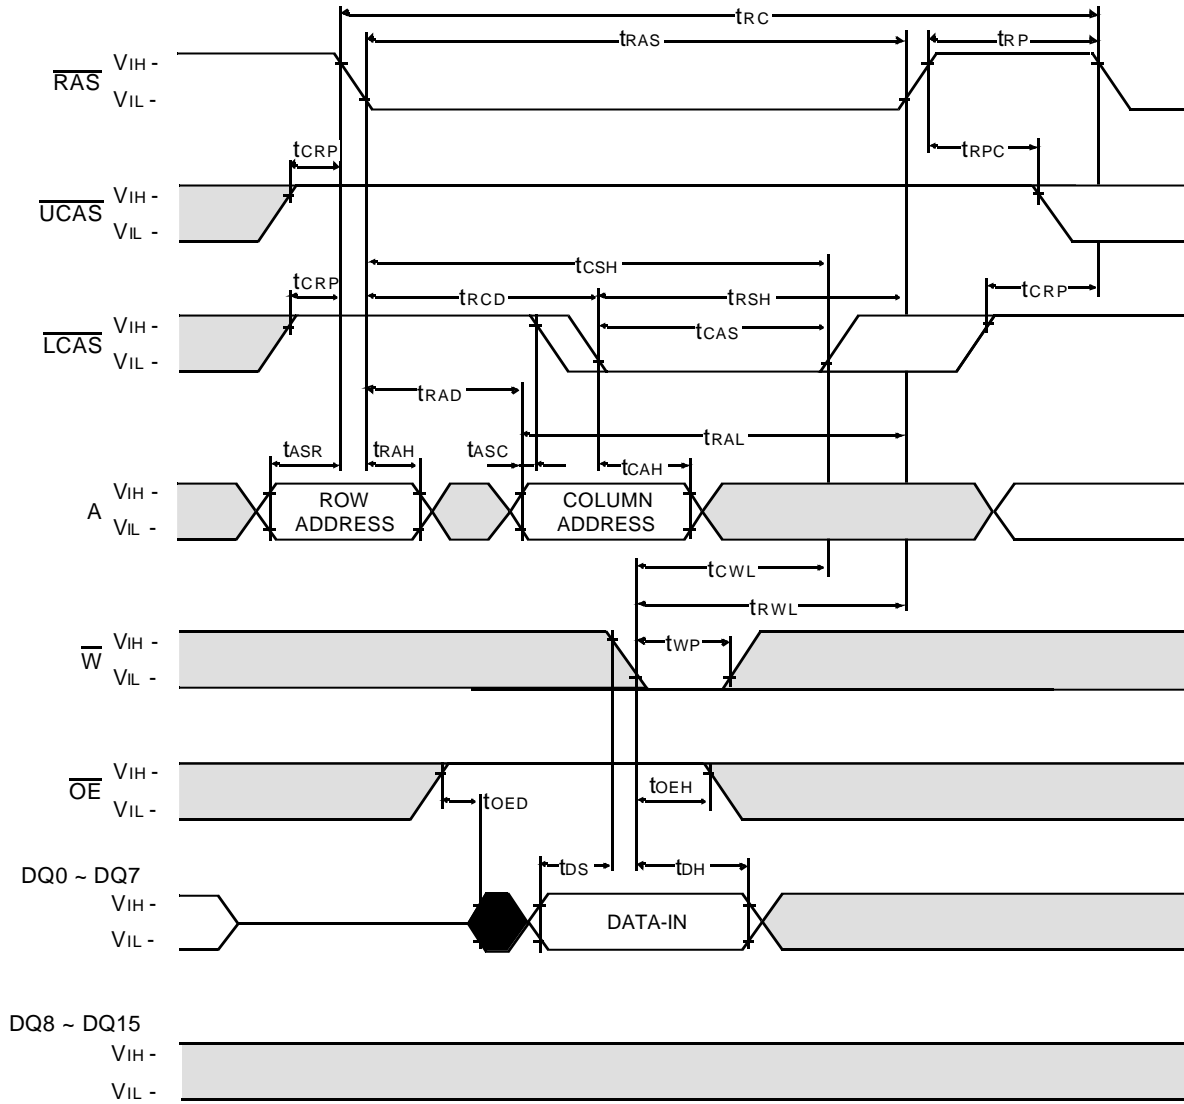 tRC
tRAS
tRP
RAS
VIH -
VIL -
tCRP
tRPC
UCAS
VIH -
VIL -
tCSH
tCRP
tRCD
tRSH
tCRP
LCAS
VIH -
VIL -
tCAS
tRAD
tRAL
tASR
tRAH
tASC
tCAH
A
VIH -
VIL -
ROW
ADDRESS
COLUMN
ADDRESS
tCWL
tRWL
W
VIH -
VIL -
tWP
OE
VIH -
VIL -
tOED
tOEH
tDS
tDH
DQ0 ~ DQ7
VIH -
VIL -
DATA-IN
DQ8 ~ DQ15
VIH -
VIL -